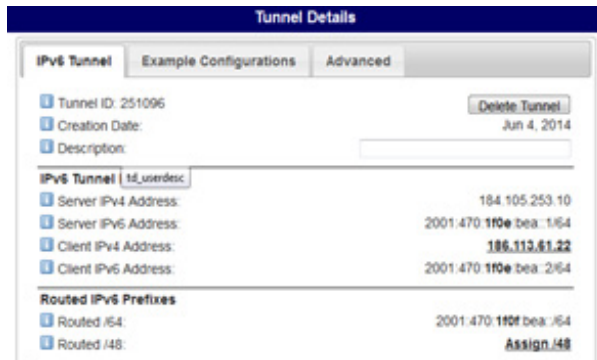 Tunnel Details
IPv6 Tunnel Example Configurations Advanced
Tunnel ID: 251096 Delete Tunnel
Creation Date: Jun 4, 2014
Description:
IPv6 Tunnel td_userdesc
Server IPv4 Address: 184.105.253.10
Server IPv6 Address: 2001:470:1f0e:bea::1/64
Client IPv4 Address: 186.113.61.22
Client IPv6 Address: 2001:470:1f0e:bea::2/64
Routed IPv6 Prefixes
Routed /64: 2001:470:1f0f:bea::/64
Routed /48: Assign /48